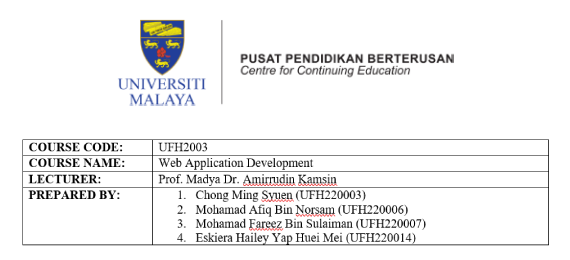 UNIVERSITI
MALAYA
PUSAT PENDIDIKAN BERTERUSAN
Centre for Continuing Education
COURSE CODE: UFH2003
COURSE NAME: Web Application Development
LECTURER: Prof. Madya Dr. Amirrudin Kamsin
PREPARED BY: 1. Chong Ming Syuen (UFH220003)
2. Mohamad Afiq Bin Norsam (UFH220006)
3. Mohamad Fareez Bin Sulaiman (UFH220007)
4. Eskiera Hailey Yap Huei Mei (UFH220014)